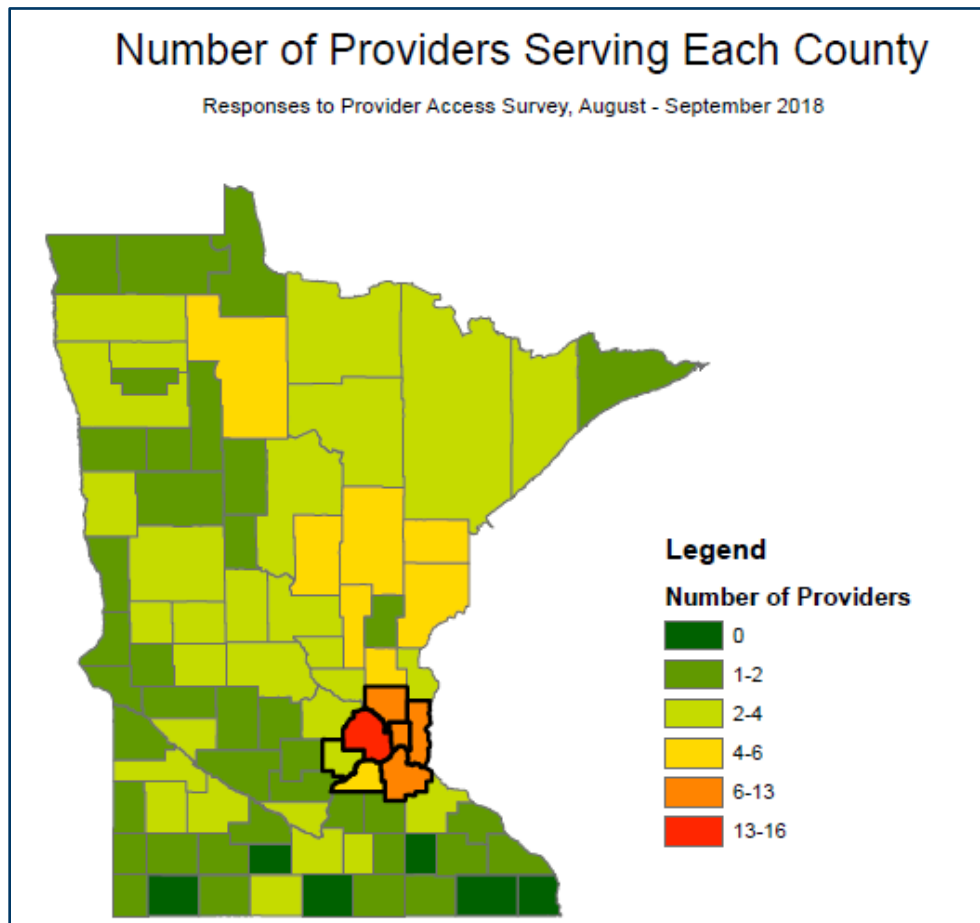 Number of Providers Serving Each County
Responses to Provider Access Survey, August - September 2018
Legend
Number of Providers
0
1-2
2-4
4-6
6-13
13-16